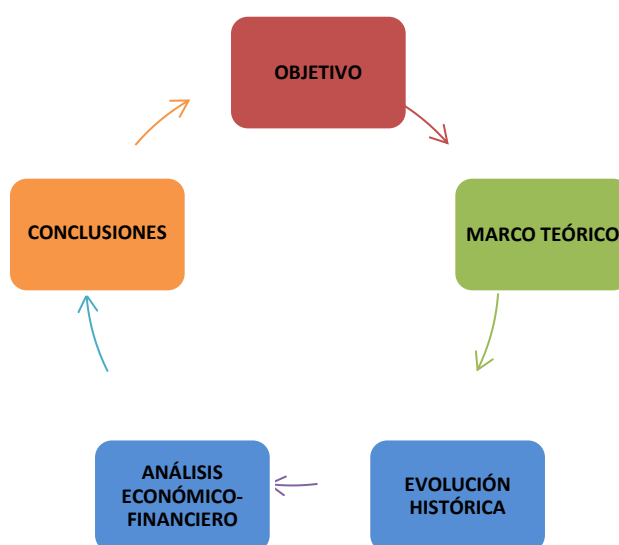 OBJETIVO
MARCO TEÓRICO
EVOLUCIÓN
HISTÓRICA
ANÁLISIS
ECONÓMICO-
FINANCIERO
CONCLUSIONES